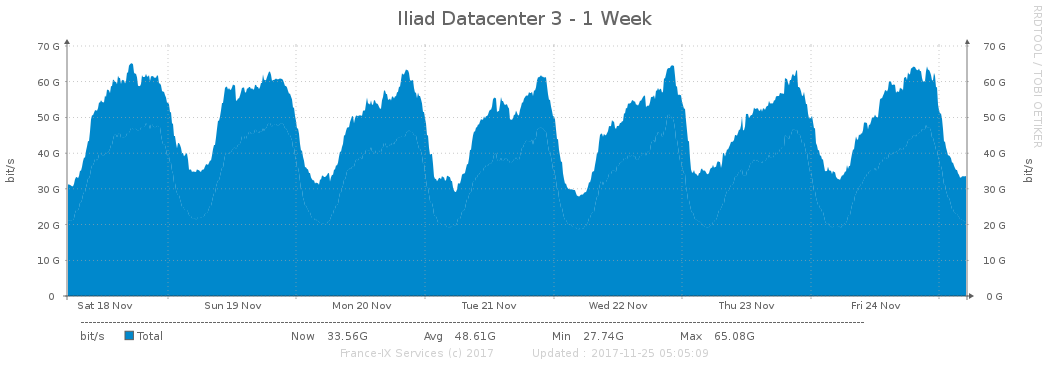 Iliad Datacenter 3 - 1 Week
RRDTOOL / TOBI OETIKER
70 G 70 G
60 G 60 G
50 G 50 G
40 G 40 G
30 G 30 G
20 G 20 G
10 G 10 G
0 0 G
bit/s
bit/s
Sat 18 Nov Sun 19 Nov Mon 20 Nov Tue 21 Nov Wed 22 Nov Thu 23 Nov Fri 24 Nov
bit/s Total Now 33.56G Avg 48.61G Min 27.74G Max 65.08G
France-IX Services (c) 2017 Updated : 2017-11-25 05:05:09